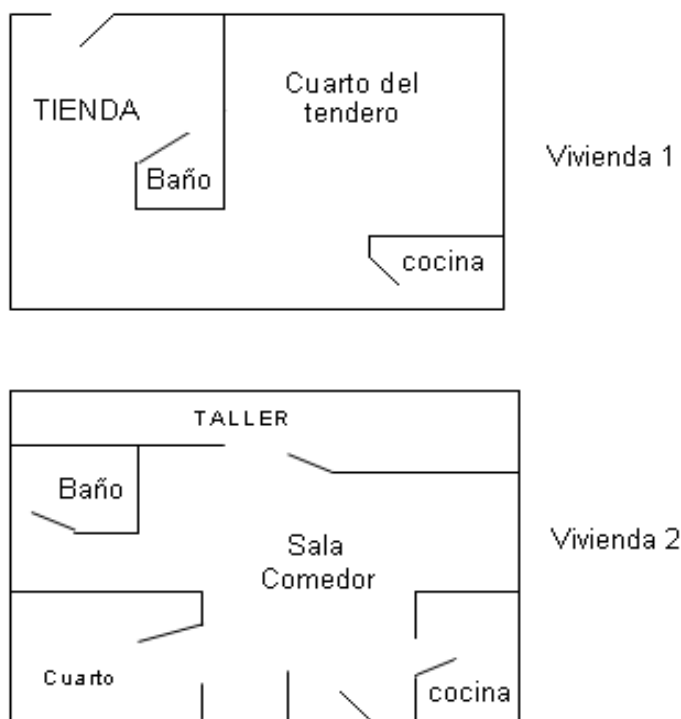 Cuarto del
tendero
TIENDA
Vivienda 1
Baño
cocina
TALLER
Baño
Vivienda 2
Sala
Comedor
Cuarto
cocina